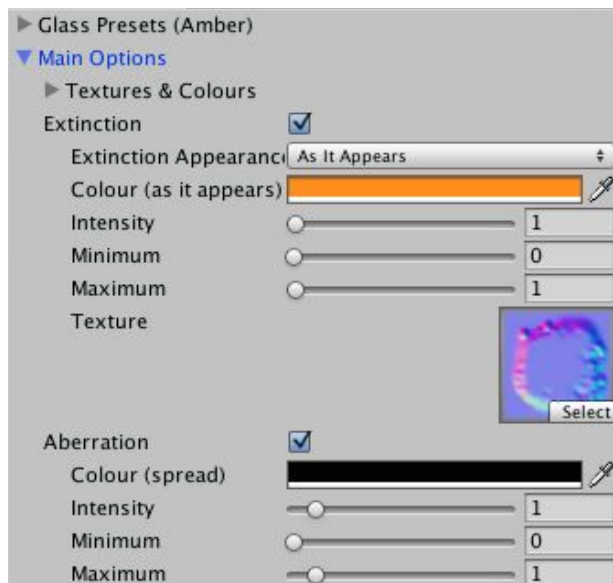 Glass Presets (Amber)
Main Options
Textures & Colours
Extinction
Extinction Appearanc As It Appears
Colour (as it appears)
Intensity 1
Minimum 0
Maximum 1
Texture
Select
Aberration
Colour (spread)
Intensity 1
Minimum 0
Maximum 1